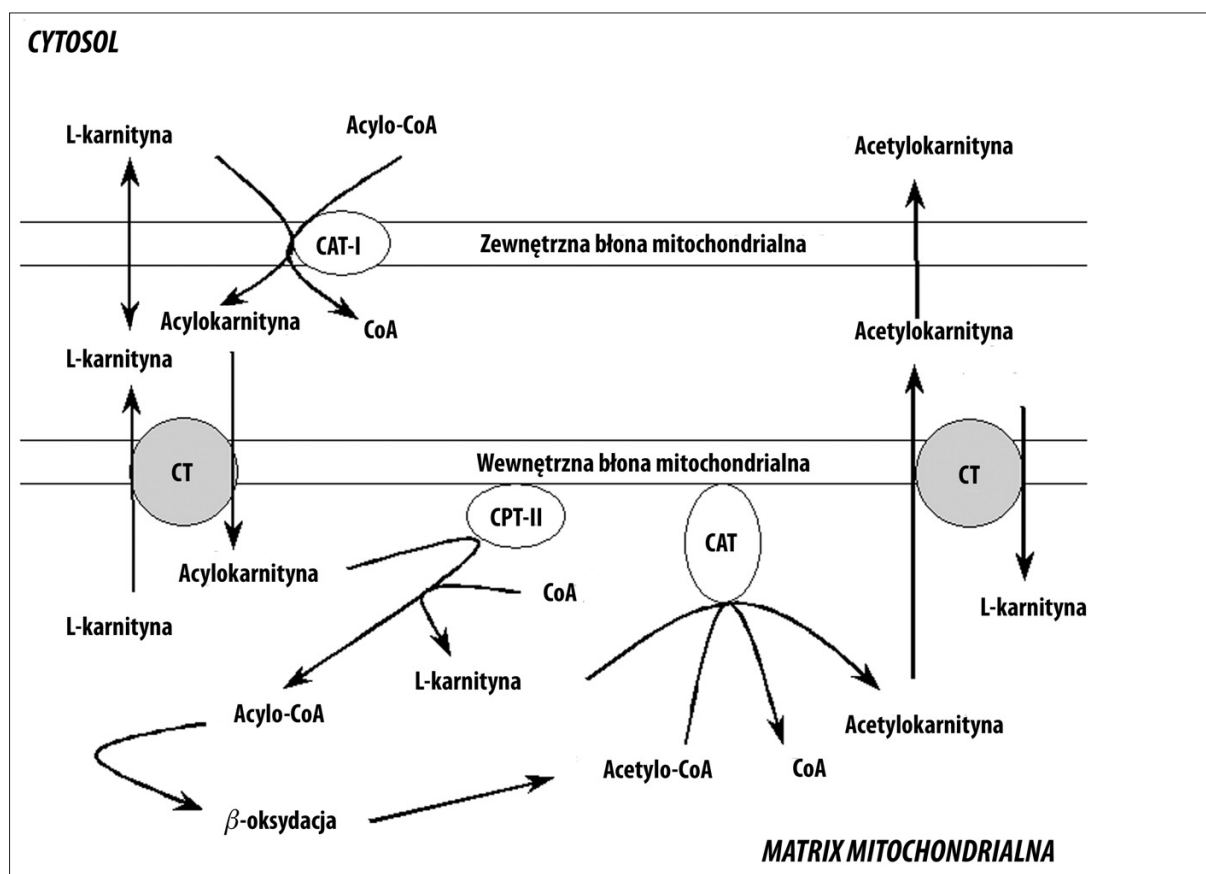 CYTOSOL
L-karnityna
Acylo-CoA
Acetylokarnityna
CAT-I
Zewnętrzna błona mitochondrialna
Acylokarnityna
CoA
Acetylokarnityna
L-karnityna
CT
Wewnętrzna błona mitochondrialna
CT
CPT-II
CAT
Acylokarnityna
CoA
L-karnityna
L-karnityna
L-karnityna
Acylo-CoA
Acetylokarnityna
Acetylo-CoA
CoA
β-oksydacja
MATRIX MITOCHONDRIALNA